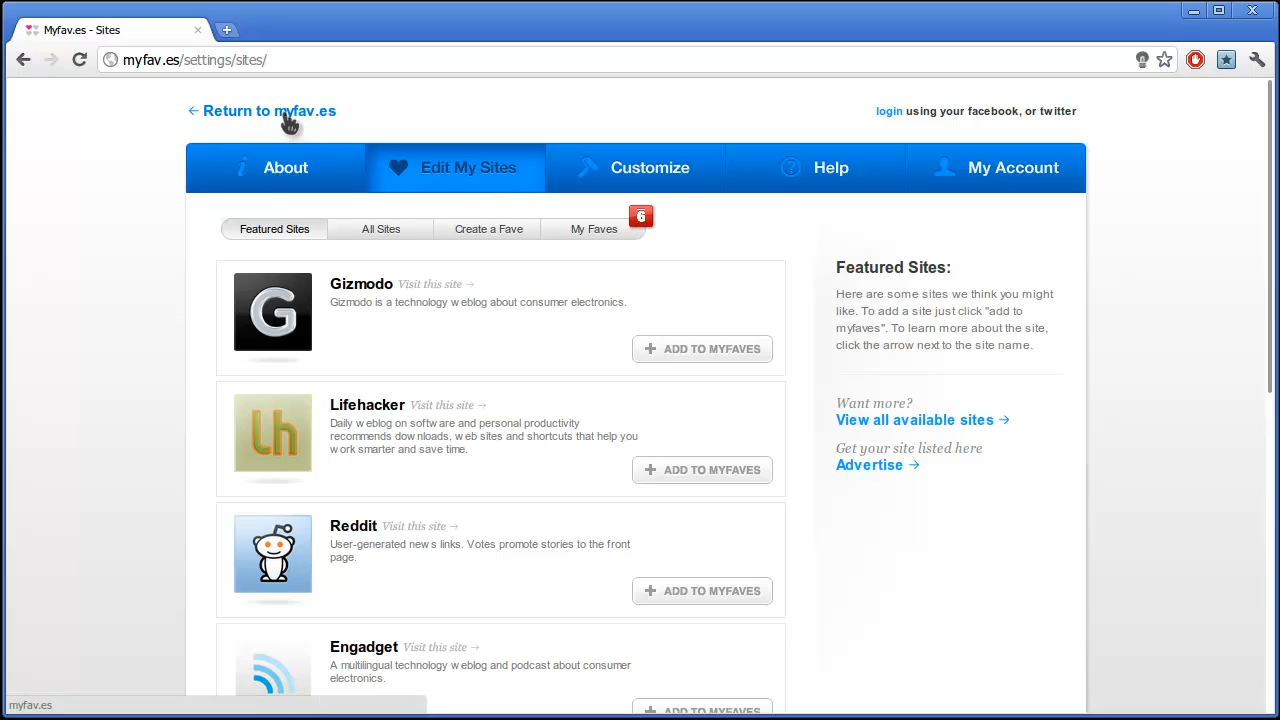 Myfav.es - Sites
myfav.es/settings/sites/
← Return to myfav.es
login using your facebook, or twitter
About
Edit My Sites
Customize
Help
My Account
Featured Sites
All Sites
Create a Fave
My Faves
6
Gizmodo Visit this site →
Gizmodo is a technology weblog about consumer electronics.
+ ADD TO MYFAVES
Lifehacker Visit this site →
Daily weblog on software and personal productivity
recommends downloads, web sites and shortcuts that help you
work smarter and save time.
+ ADD TO MYFAVES
Reddit Visit this site →
User-generated news links. Votes promote stories to the front
page.
+ ADD TO MYFAVES
Engadget Visit this site →
A multilingual technology weblog and podcast about consumer
electronics.
+ ADD TO MYFAVES
Featured Sites:
Here are some sites we think you might
like. To add a site just click "add to
myfaves". To learn more about the site,
click the arrow next to the site name.
Want more?
View all available sites →
Get your site listed here
Advertise →
G
lh
myfav.es